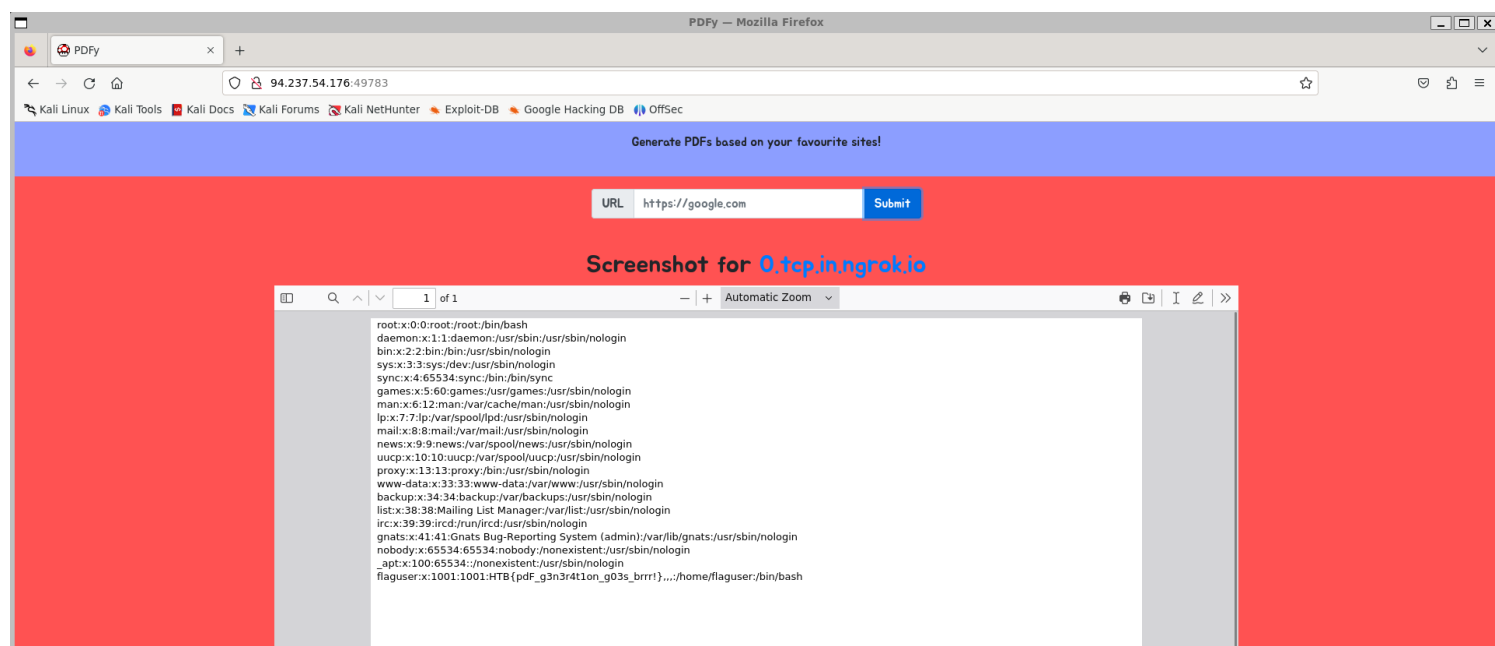 PDFy — Mozilla Firefox
PDFy
94.237.54.176:49783
Kali Linux Kali Tools Kali Docs Kali Forums Kali NetHunter Exploit-DB Google Hacking DB OffSec
Generate PDFs based on your favourite sites!
URL https://google.com Submit
Screenshot for 0.tcp.in.ngrok.io
1 of 1 Automatic Zoom
root:x:0:0:root:/root:/bin/bash
daemon:x:1:1:daemon:/usr/sbin:/usr/sbin/nologin
bin:x:2:2:bin:/bin:/usr/sbin/nologin
sys:x:3:3:sys:/dev:/usr/sbin/nologin
sync:x:4:65534:sync:/bin:/bin/sync
games:x:5:60:games:/usr/games:/usr/sbin/nologin
man:x:6:12:man:/var/cache/man:/usr/sbin/nologin
lp:x:7:7:lp:/var/spool/lpd:/usr/sbin/nologin
mail:x:8:8:mail:/var/mail:/usr/sbin/nologin
news:x:9:9:news:/var/spool/news:/usr/sbin/nologin
uucp:x:10:10:uucp:/var/spool/uucp:/usr/sbin/nologin
proxy:x:13:13:proxy:/bin:/usr/sbin/nologin
www-data:x:33:33:www-data:/var/www:/usr/sbin/nologin
backup:x:34:34:backup:/var/backups:/usr/sbin/nologin
list:x:38:38:Mailing List Manager:/var/list:/usr/sbin/nologin
irc:x:39:39:ircd:/run/ircd:/usr/sbin/nologin
gnats:x:41:41:Gnats Bug-Reporting System (admin):/var/lib/gnats:/usr/sbin/nologin
nobody:x:65534:65534:nobody:/nonexistent:/usr/sbin/nologin
_apt:x:100:65534::/nonexistent:/usr/sbin/nologin
flaguser:x:1001:1001:HTB{pdF_g3n3r4t1on_g03s_brrr!},,,:/home/flaguser:/bin/bash